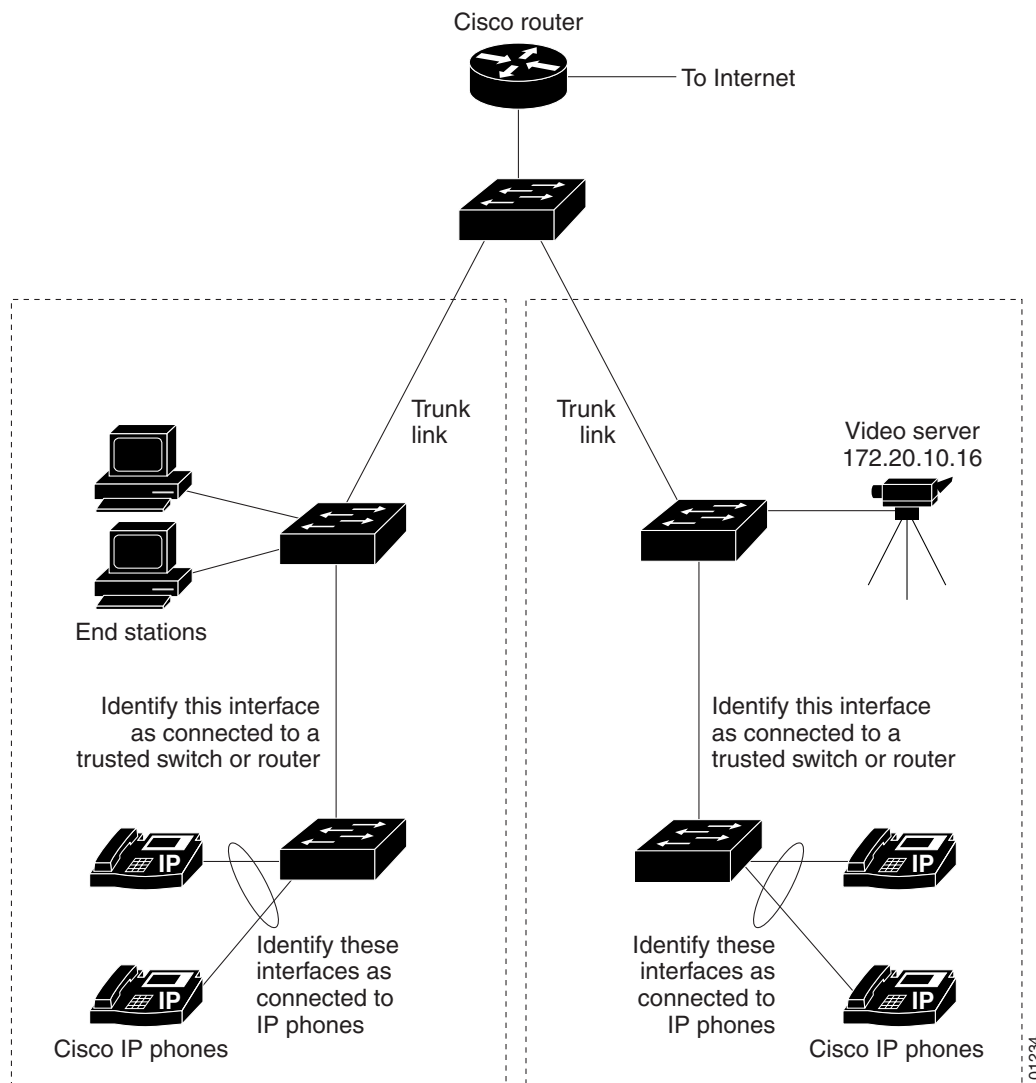 Cisco router
To Internet
Trunk
link
Trunk
link
Video server
172.20.10.16
End stations
Identify this interface
as connected to a
trusted switch or router
Identify this interface
as connected to a
trusted switch or router
IP
IP
Identify these
interfaces as
connected to
IP phones
Identify these
interfaces as
connected to
IP phones
IP
IP
Cisco IP phones
Cisco IP phones